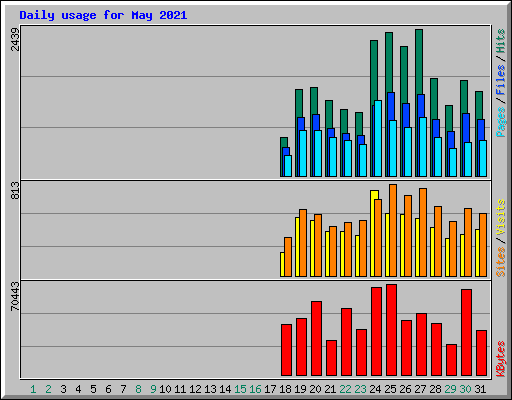 Daily usage for May 2021
2439
Pages / Files / Hits
813
Sites / Visits
70443
KBytes
1 2 3 4 5 6 7 8 9 10 11 12 13 14 15 16 17 18 19 20 21 22 23 24 25 26 27 28 29 30 31